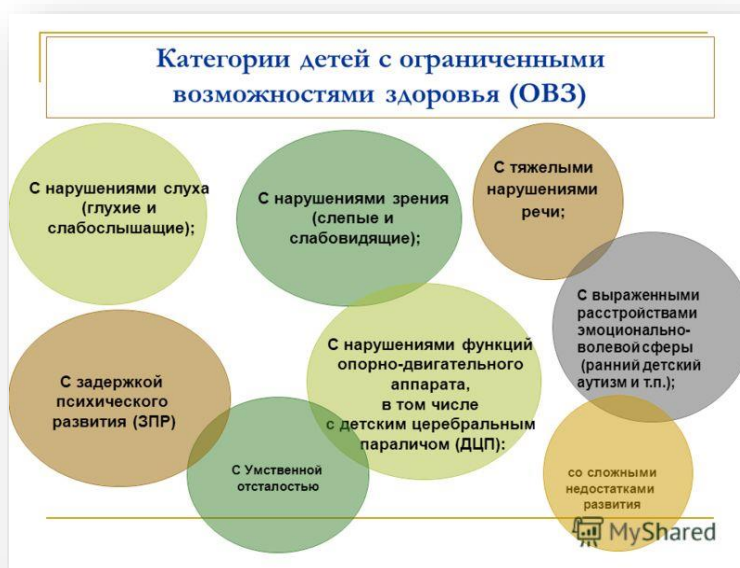 Категории детей с ограниченными
возможностями здоровья (ОВЗ)
С нарушениями слуха
(глухие и
слабослышащие);
С нарушениями зрения
(слепые и
слабовидящие);
С тяжелыми
нарушениями
речи;
С выраженными
расстройствами
эмоционально-
волевой сферы
(ранний детский
аутизм и т.п.);
С задержкой
психического
развития (ЗПР)
С нарушениями функций
опорно-двигательного
аппарата,
в том числе
с детским церебральным
параличом (ДЦП):
С Умственной
отсталостью
со сложными
недостатками
развития
MyShared